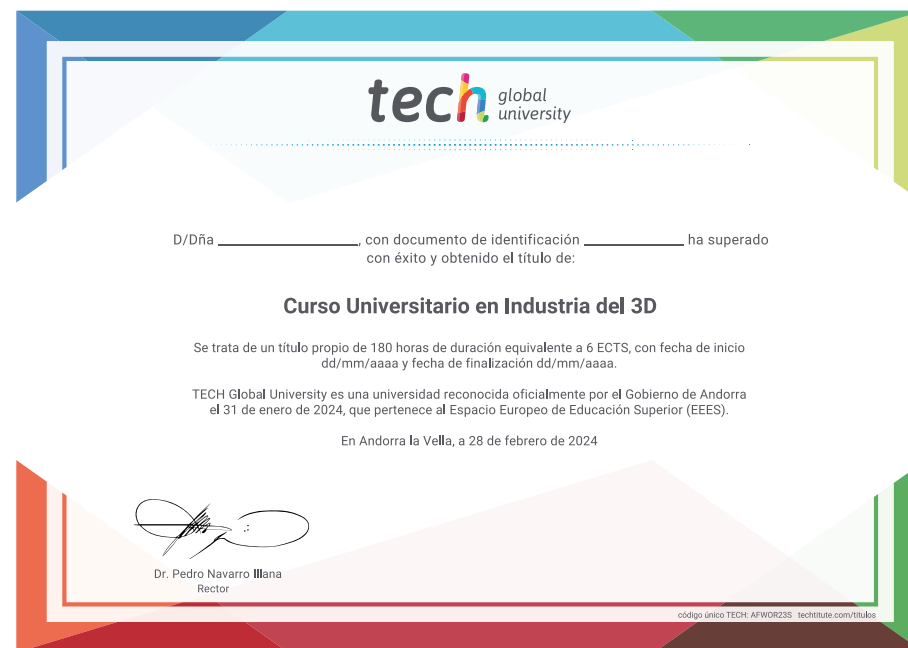 tech global university
D/Dña ____________________, con documento de identificación ______________ ha superado
con éxito y obtenido el título de:
Curso Universitario en Industria del 3D
Se trata de un título propio de 180 horas de duración equivalente a 6 ECTS, con fecha de inicio
dd/mm/aaaa y fecha de finalización dd/mm/aaaa.
TECH Global University es una universidad reconocida oficialmente por el Gobierno de Andorra
el 31 de enero de 2024, que pertenece al Espacio Europeo de Educación Superior (EEES).
En Andorra la Vella, a 28 de febrero de 2024
Dr. Pedro Navarro Illana
Rector
código único TECH: AFWOR23S techtitute.com/titulos